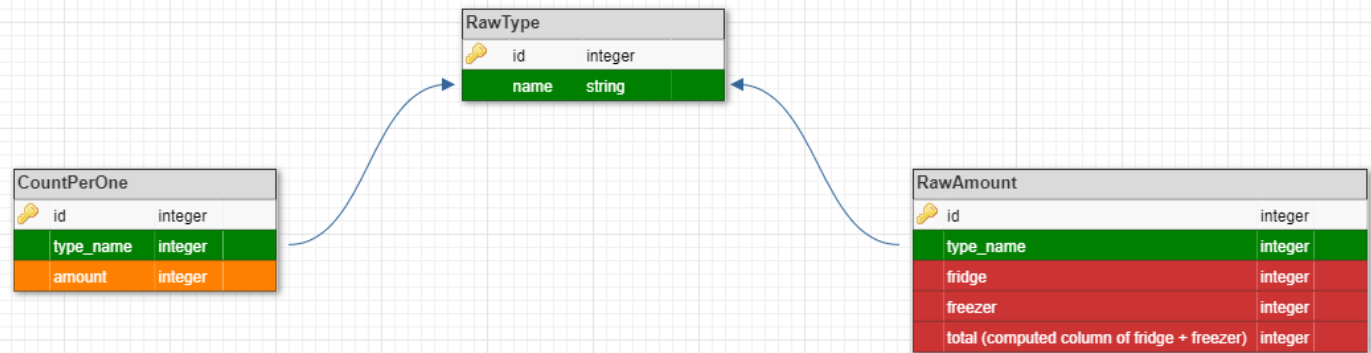 RawType
id integer
name string
CountPerOne
id integer
type_name integer
amount integer
RawAmount
id integer
type_name integer
fridge integer
freezer integer
total (computed column of fridge + freezer) integer